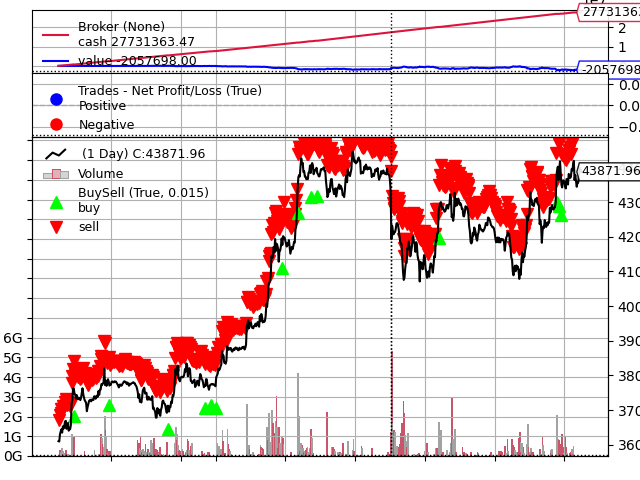 Broker (None)
cash 27731363.47
value -2057698.00
2773136
2
1
-2057698
Trades - Net Profit/Loss (True)
Positive
Negative
0.0
0.0
−0.
(1 Day) C:43871.96
Volume
BuySell (True, 0.015)
buy
sell
43871.96
430
420
410
400
390
380
370
360
6G
5G
4G
3G
2G
1G
0G